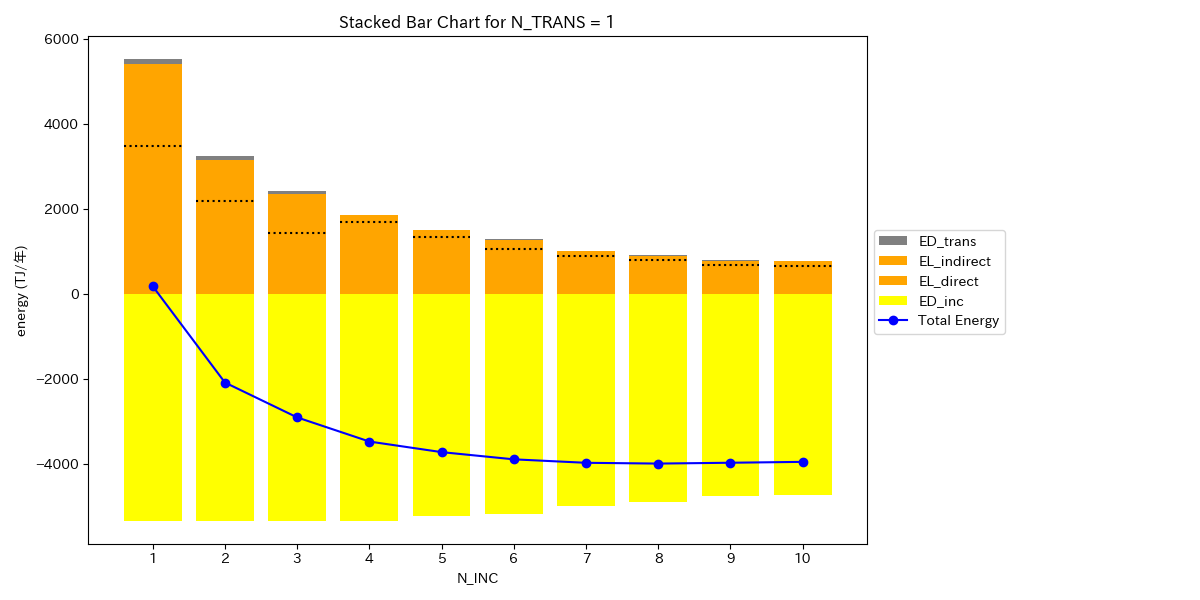 Stacked Bar Chart for N_TRANS = 1
energy (TJ/年)
6000
4000
2000
0
−2000
−4000
1 2 3 4 5 6 7 8 9 10
N_INC
ED_trans
EL_indirect
EL_direct
ED_inc
Total Energy